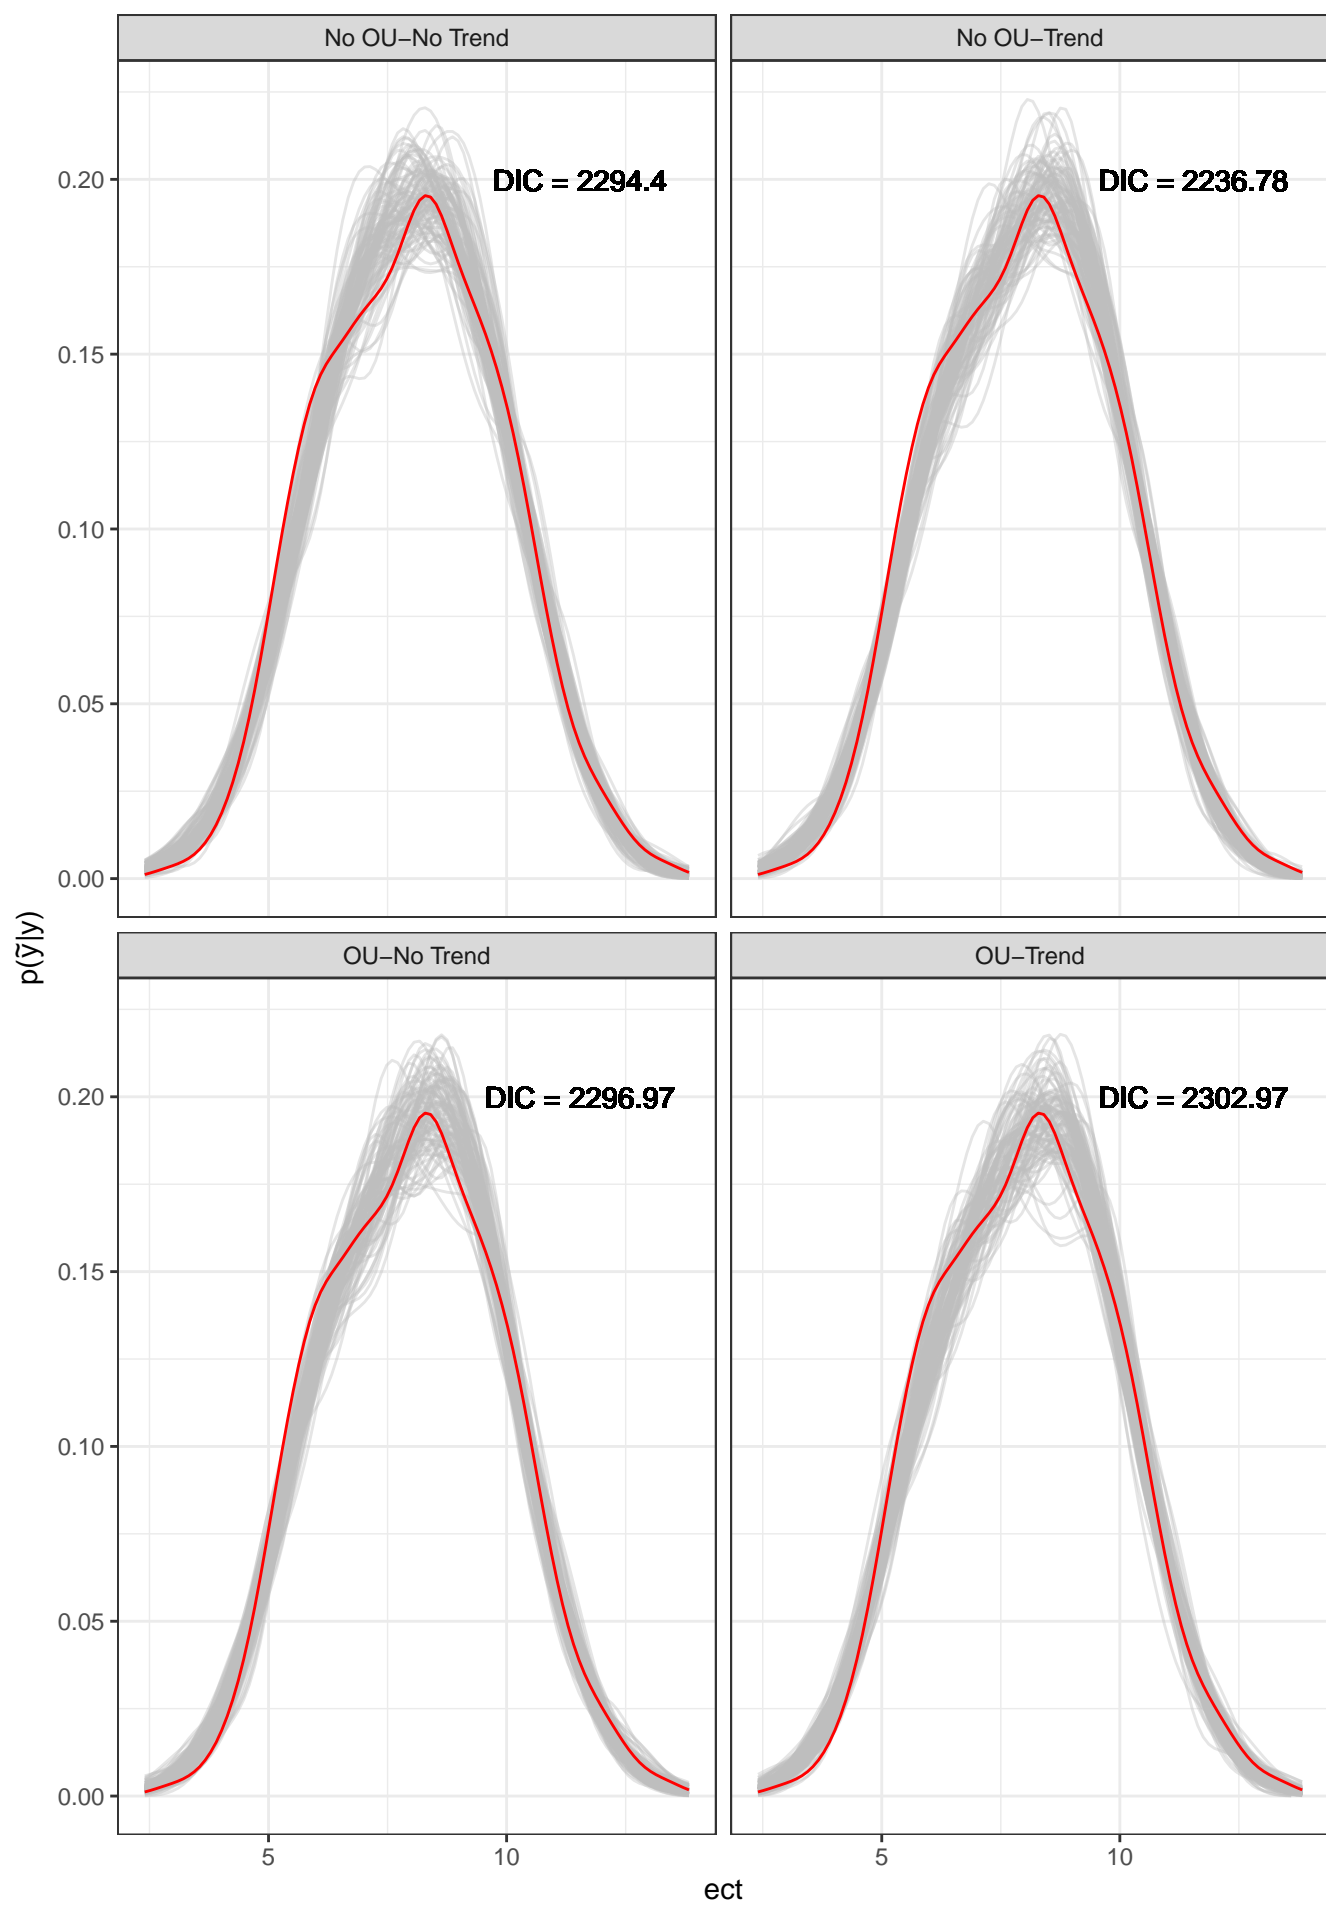 No OU–No Trend
No OU–Trend
DIC = 2294.4
DIC = 2236.78
0.20
0.15
0.10
0.05
0.00
p(ỹ|y)
OU–No Trend
OU–Trend
DIC = 2296.97
DIC = 2302.97
0.20
0.15
0.10
0.05
0.00
5
10
5
10
ect